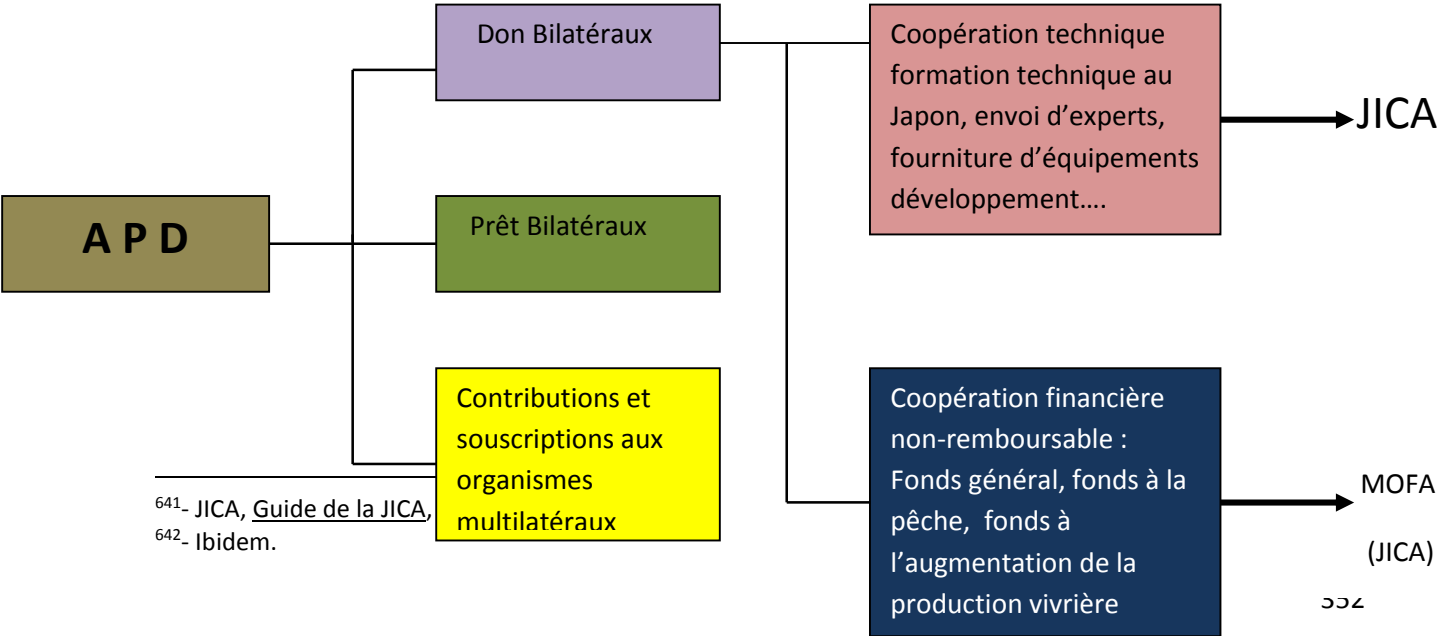 Don Bilatéraux
Coopération technique
formation technique au
Japon, envoi d'experts,
fourniture d'équipements
développement….
JICA
A P D
Prêt Bilatéraux
Contributions et
souscriptions aux
organismes
multilatéraux
Coopération financière
non-remboursable :
Fonds général, fonds à la
pêche, fonds à
l'augmentation de la
production vivrière
MOFA
(JICA)
641- JICA, Guide de la JICA,
642- Ibidem.
352